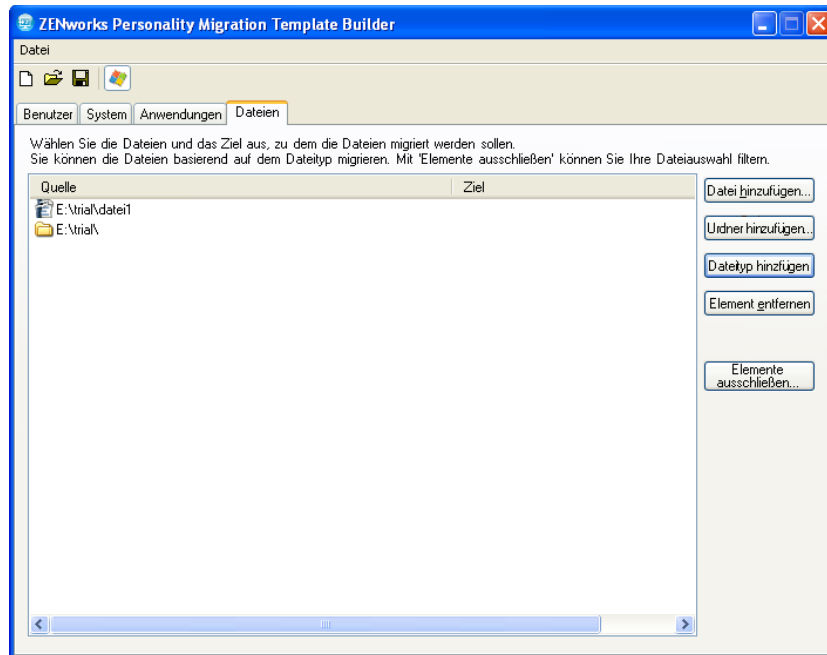 ZENworks Personality Migration Template Builder
Datei
Benutzer System Anwendungen Dateien
Wählen Sie die Dateien und das Ziel aus, zu dem die Dateien migriert werden sollen.
Sie können die Dateien basierend auf dem Dateityp migrieren. Mit 'Elemente ausschließen' können Sie Ihre Dateiauswahl filtern.
Quelle Ziel
E:\trial\datei1
E:\trial\
Datei hinzufügen...
Urdner hinzufügen...
Dateityp hinzfügen
Element entfernen
Elemente
ausschließen...